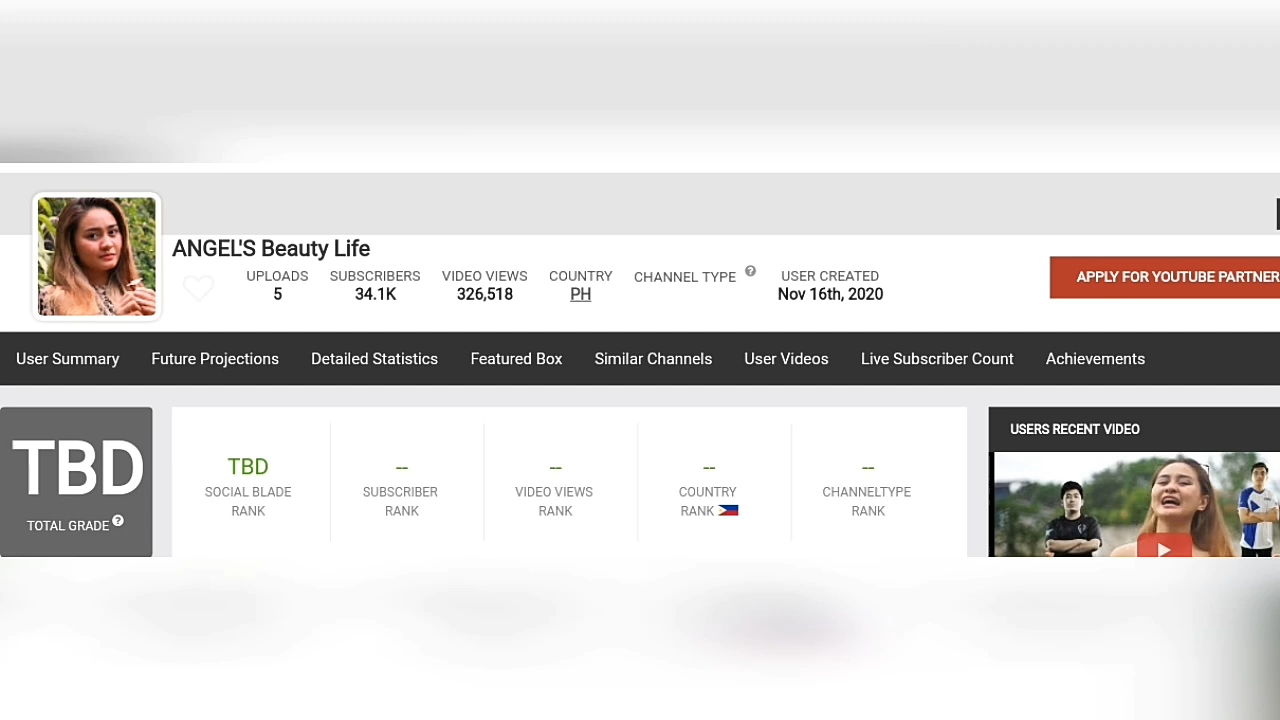 ANGEL'S Beauty Life
UPLOADS
5
SUBSCRIBERS
34.1K
VIDEO VIEWS
326,518
COUNTRY
PH
CHANNEL TYPE ?
USER CREATED
Nov 16th, 2020
APPLY FOR YOUTUBE PARTNER
User Summary Future Projections Detailed Statistics Featured Box Similar Channels User Videos Live Subscriber Count Achievements
TBD
TOTAL GRADE ?
TBD
SOCIAL BLADE
RANK
--
SUBSCRIBER
RANK
--
VIDEO VIEWS
RANK
--
COUNTRY
RANK
--
CHANNELTYPE
RANK
USERS RECENT VIDEO